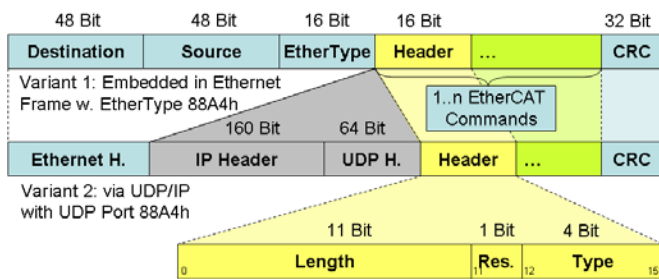 48 Bit 48 Bit 16 Bit 16 Bit 32 Bit
Destination Source EtherType Header ... CRC
Variant 1: Embedded in Ethernet
Frame w. EtherType 88A4h
1..n EtherCAT
Commands
160 Bit 64 Bit
Ethernet H. IP Header UDP H. Header ... CRC
Variant 2: via UDP/IP
with UDP Port 88A4h
11 Bit 1 Bit 4 Bit
Length Res. Type
0 11 12 15